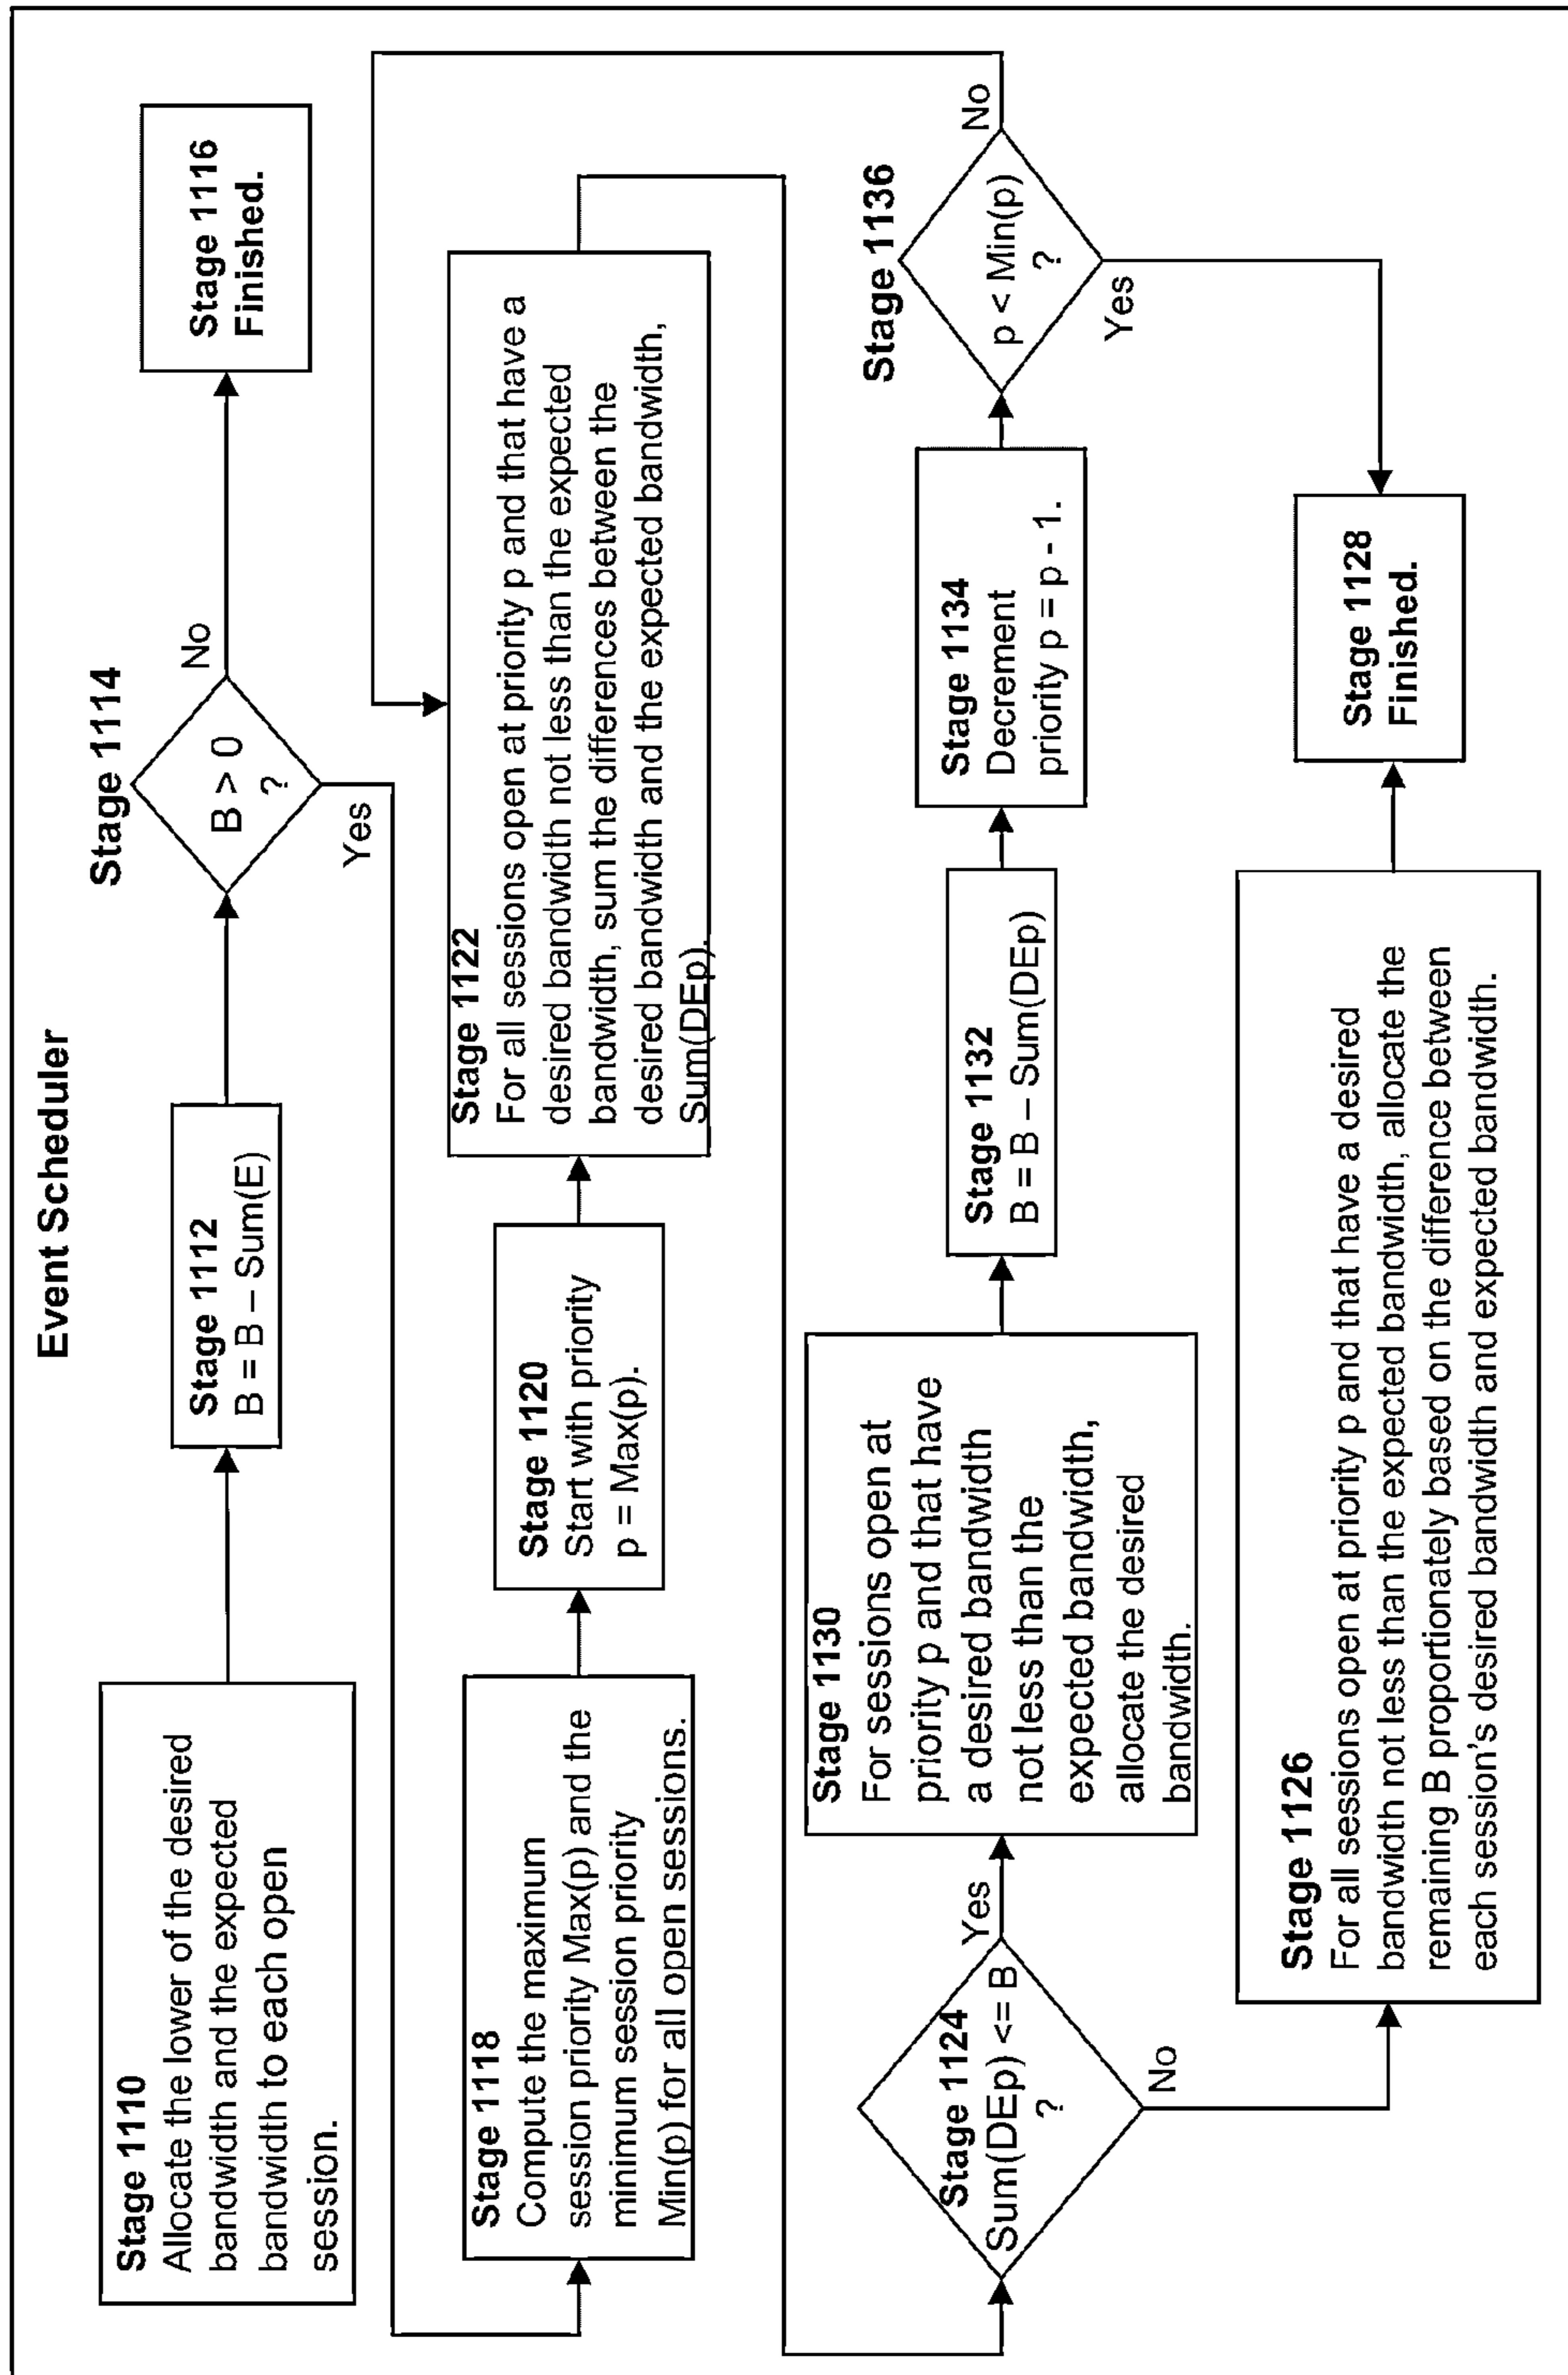 Event Scheduler
Stage 1110
Allocate the lower of the desired
bandwidth and the expected
bandwidth to each open
session.
Stage 1112
B = B – Sum(E)
Stage 1114
B > 0
?
No
Yes
Stage 1116
Finished.
Stage 1118
Compute the maximum
session priority Max(p) and the
minimum session priority
Min(p) for all open sessions.
Stage 1120
Start with priority
p = Max(p).
Stage 1122
For all sessions open at priority p and that have a
desired bandwidth not less than the expected
bandwidth, sum the differences between the
desired bandwidth and the expected bandwidth,
Sum(DEp).
Stage 1124
Sum(DEp) <= B
?
Yes
No
Stage 1130
For sessions open at
priority p and that have
a desired bandwidth
not less than the
expected bandwidth,
allocate the desired
bandwidth.
Stage 1132
B = B – Sum(DEp)
Stage 1134
Decrement
priority p = p - 1.
Stage 1136
p < Min(p)
?
No
Yes
Stage 1126
For all sessions open at priority p and that have a desired
bandwidth not less than the expected bandwidth, allocate the
remaining B proportionately based on the difference between
each session's desired bandwidth and expected bandwidth.
Stage 1128
Finished.